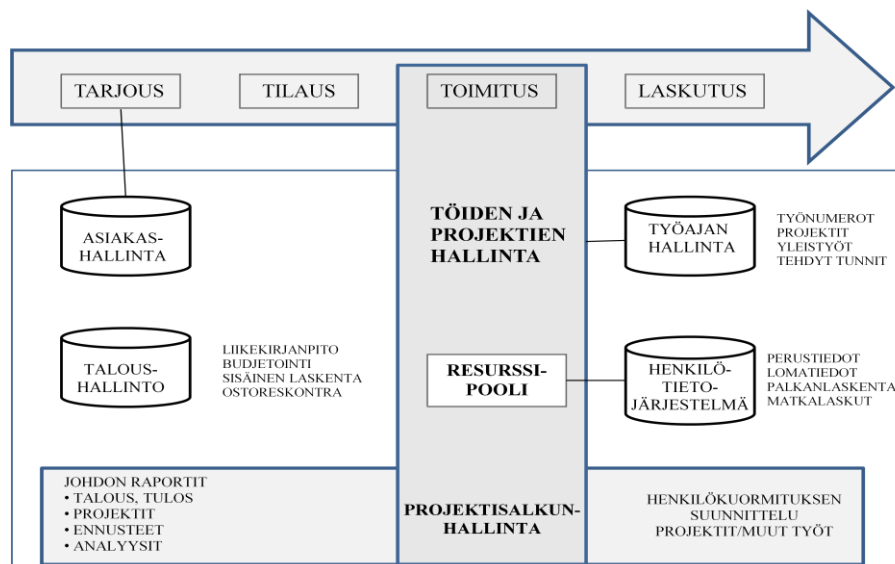 TARJOUS
TILAUS
TOIMITUS
LASKUTUS
ASIAKAS-
HALLINTA
TÖIDEN JA
PROJEKTIEN
HALLINTA
TYÖAJAN
HALLINTA
TYÖNUMEROT
PROJEKTIT
YLEISTYÖT
TEHDYT TUNNIT
TALOUS-
HALLINTO
LIIKEKIRJANPITO
BUDJETOINTI
SISÄINEN LASKENTA
OSTORESKONTRA
RESURSSI-
POOLI
HENKILÖ-
TIETO-
JÄRJESTELMÄ
PERUSTIEDOT
LOMATIEDOT
PALKANLASKENTA
MATKALASKUT
JOHDON RAPORTIT
• TALOUS, TULOS
• PROJEKTIT
• ENNUSTEET
• ANALYYSIT
PROJEKTISALKUN-
HALLINTA
HENKILÖKUORMITUKSEN
SUUNNITTELU
PROJEKTIT/MUUT TYÖT